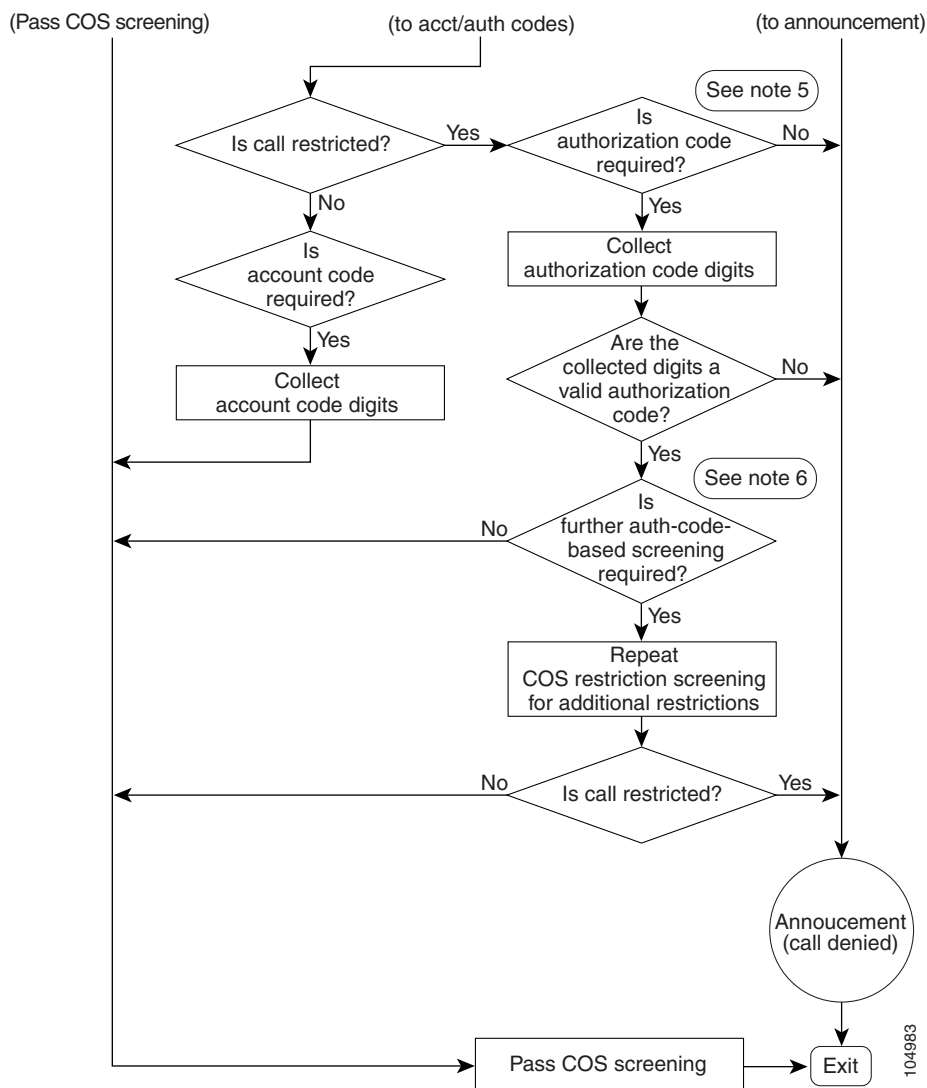 (Pass COS screening)
(to acct/auth codes)
(to announcement)
See note 5
Is call restricted?
Yes
Is
authorization code
required?
No
No
Yes
Is
account code
required?
Collect
authorization code digits
Yes
Are the
collected digits a
valid authorization
code?
No
Collect
account code digits
Yes
See note 6
Is
further auth-code-
based screening
required?
No
Yes
Repeat
COS restriction screening
for additional restrictions
No
Is call restricted?
Yes
Annoucement
(call denied)
Pass COS screening
Exit
104983